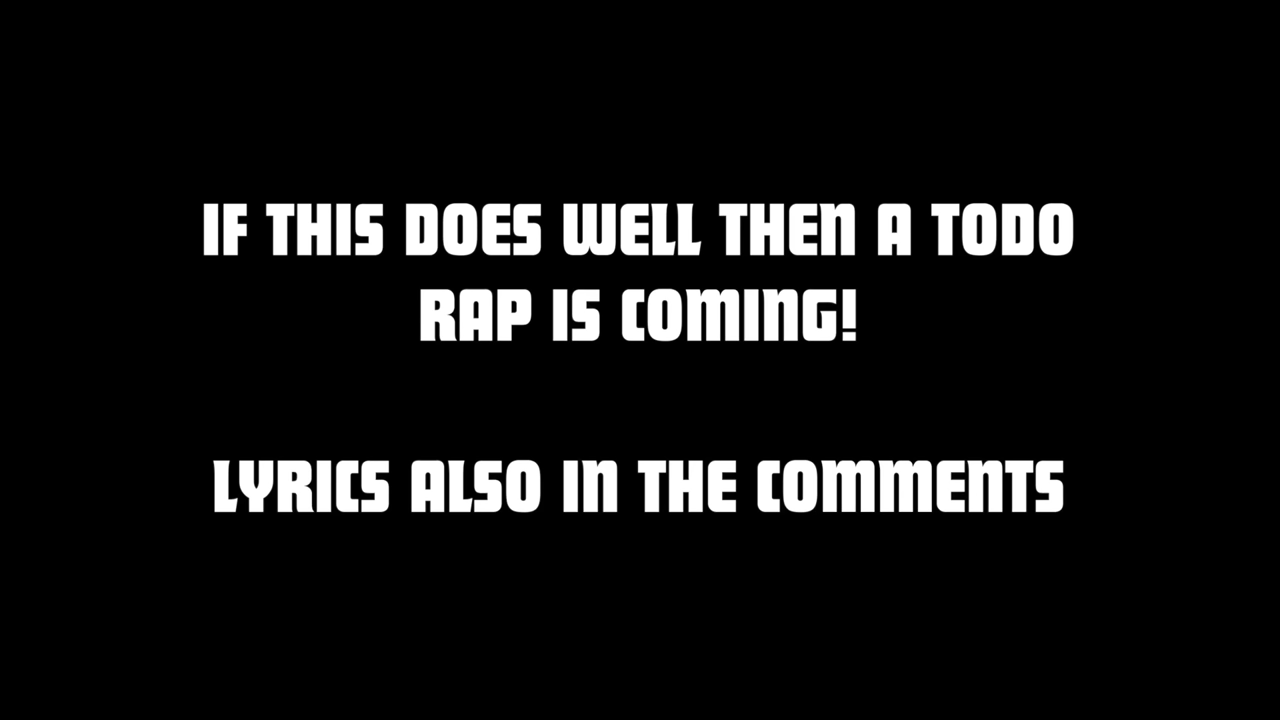 IF THIS DOES WELL THEN A TODO
RAP IS COMING!
LYRICS ALSO IN THE COMMENTS